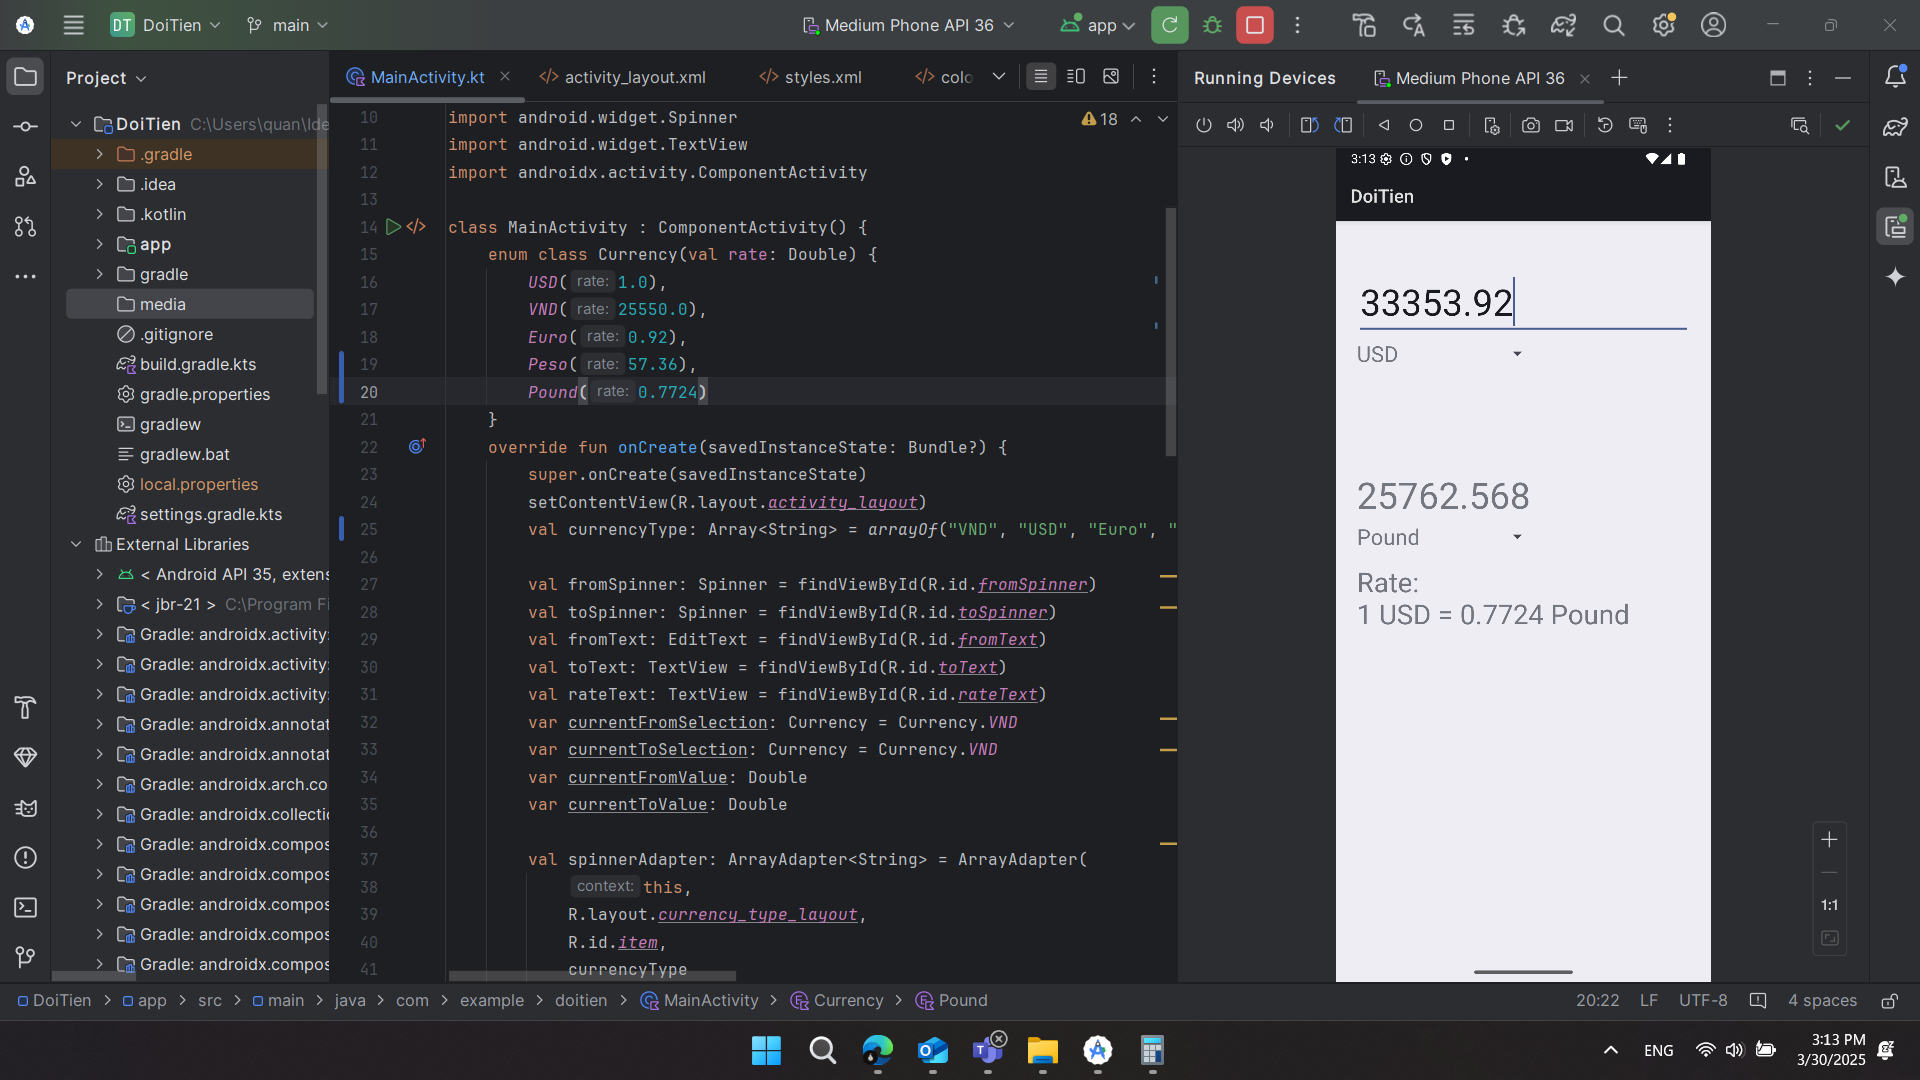 DT DoiTien main Medium Phone API 36 app
Project
DoiTien C:\Users\quan\Ide
.gradle
.idea
.kotlin
app
gradle
media
.gitignore
build.gradle.kts
gradle.properties
gradlew
gradlew.bat
local.properties
settings.gradle.kts
External Libraries
< Android API 35, extens
< jbr-21 > C:\Program Fi
Gradle: androidx.activity:
Gradle: androidx.activity:
Gradle: androidx.activity:
Gradle: androidx.annotat
Gradle: androidx.annotat
Gradle: androidx.arch.co
Gradle: androidx.collectio
Gradle: androidx.compos
Gradle: androidx.compos
Gradle: androidx.compos
Gradle: androidx.compos
Gradle: androidx.compos
MainActivity.kt activity_layout.xml styles.xml colo
18
10 import android.widget.Spinner
11 import android.widget.TextView
12 import androidx.activity.ComponentActivity
13
14 class MainActivity : ComponentActivity() {
15 enum class Currency(val rate: Double) {
16 USD( rate: 1.0),
17 VND( rate: 25550.0),
18 Euro( rate: 0.92),
19 Peso( rate: 57.36),
20 Pound( rate: 0.7724)
21 }
22 override fun onCreate(savedInstanceState: Bundle?) {
23 super.onCreate(savedInstanceState)
24 setContentView(R.layout.activity_layout)
25 val currencyType: Array<String> = arrayOf("VND", "USD", "Euro", "
26
27 val fromSpinner: Spinner = findViewById(R.id.fromSpinner)
28 val toSpinner: Spinner = findViewById(R.id.toSpinner)
29 val fromText: EditText = findViewById(R.id.fromText)
30 val toText: TextView = findViewById(R.id.toText)
31 val rateText: TextView = findViewById(R.id.rateText)
32 var currentFromSelection: Currency = Currency.VND
33 var currentToSelection: Currency = Currency.VND
34 var currentFromValue: Double
35 var currentToValue: Double
36
37 val spinnerAdapter: ArrayAdapter<String> = ArrayAdapter(
38 context: this,
39 R.layout.currency_type_layout,
40 R.id.item,
41 currencyType
Running Devices Medium Phone API 36
3:13
DoiTien
33353.92
USD
25762.568
Pound
Rate:
1 USD = 0.7724 Pound
1:1
DoiTien app src main java com example doitien MainActivity Currency Pound
20:22 LF UTF-8 4 spaces
ENG
3:13 PM
3/30/2025